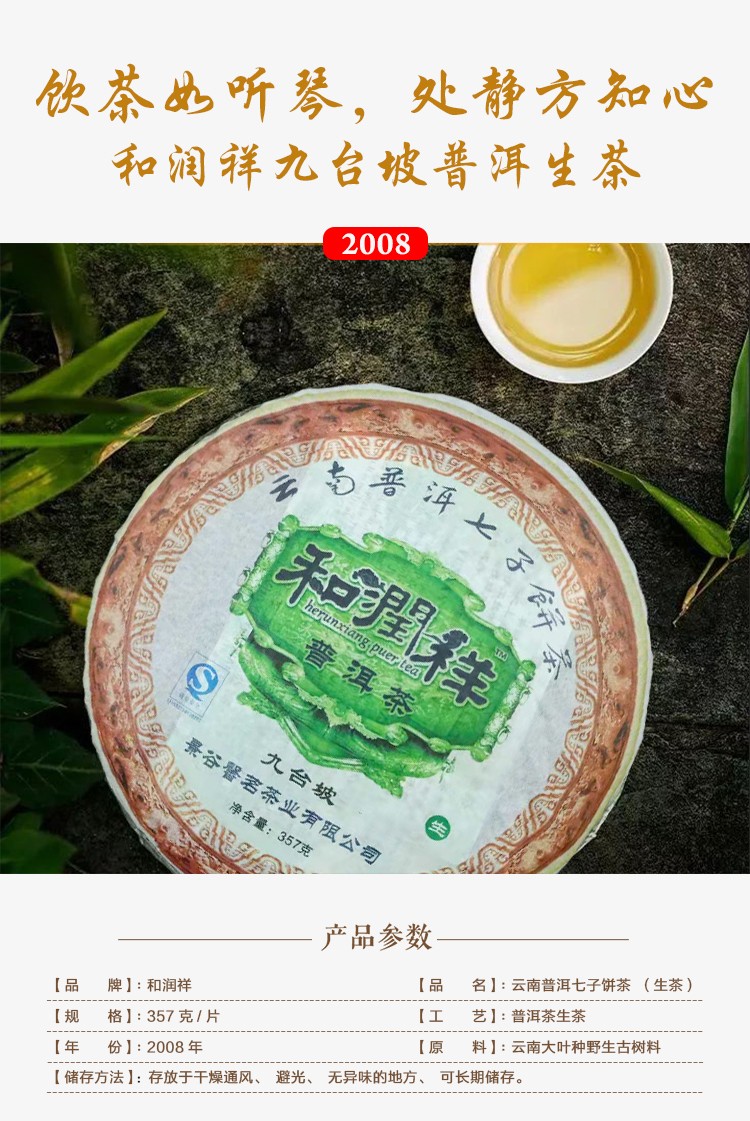 饮茶如听琴，处静方知心
和润祥九台坡普洱生茶
2008
云南普洱七子餅茶
和潤祥
TM
herunxiang puer tea
普洱茶
九台坡
景谷馨茗茶业有限公司
净含量：357克
生
产品参数
【品 牌】：和润祥 【品 名】：云南普洱七子饼茶 （生茶）
【规 格】：357 克 / 片 【工 艺】：普洱茶生茶
【年 份】：2008 年 【原 料】：云南大叶种野生古树料
【储存方法】：存放于干燥通风、 避光、 无异味的地方、 可长期储存。